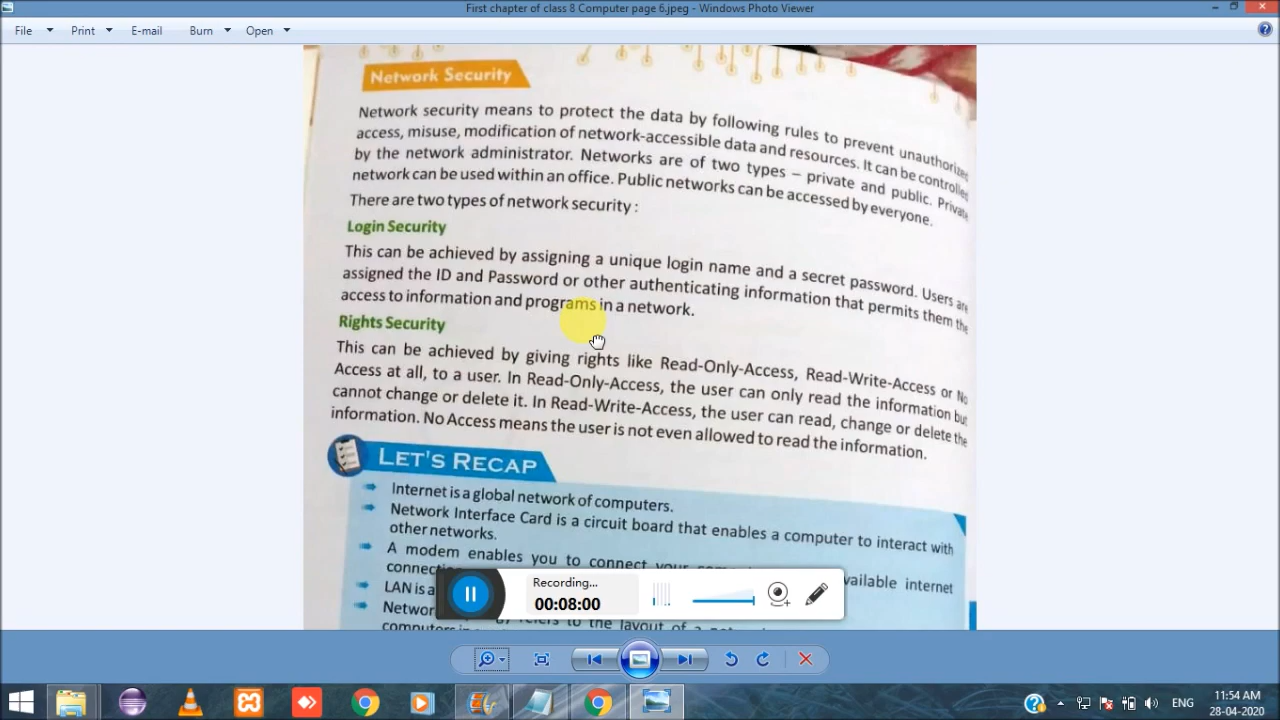 First chapter of class 8 Computer page 6.jpeg - Windows Photo Viewer
File Print E-mail Burn Open
Network Security
Network security means to protect the data by following rules to prevent unauthorized
access, misuse, modification of network-accessible data and resources. It can be controlled
by the network administrator. Networks are of two types – private and public. Private
network can be used within an office. Public networks can be accessed by everyone.
There are two types of network security :
Login Security
This can be achieved by assigning a unique login name and a secret password. Users are
assigned the ID and Password or other authenticating information that permits them the
access to information and programs in a network.
Rights Security
This can be achieved by giving rights like Read-Only-Access, Read-Write-Access or No
Access at all, to a user. In Read-Only-Access, the user can only read the information but
cannot change or delete it. In Read-Write-Access, the user can read, change or delete the
information. No Access means the user is not even allowed to read the information.
LET'S RECAP
Internet is a global network of computers.
Network Interface Card is a circuit board that enables a computer to interact with
other networks.
A modem enables you to connect your internet
LAN is a
refers to the layout of a
Recording...
00:08:00
ENG
11:54 AM
28-04-2020